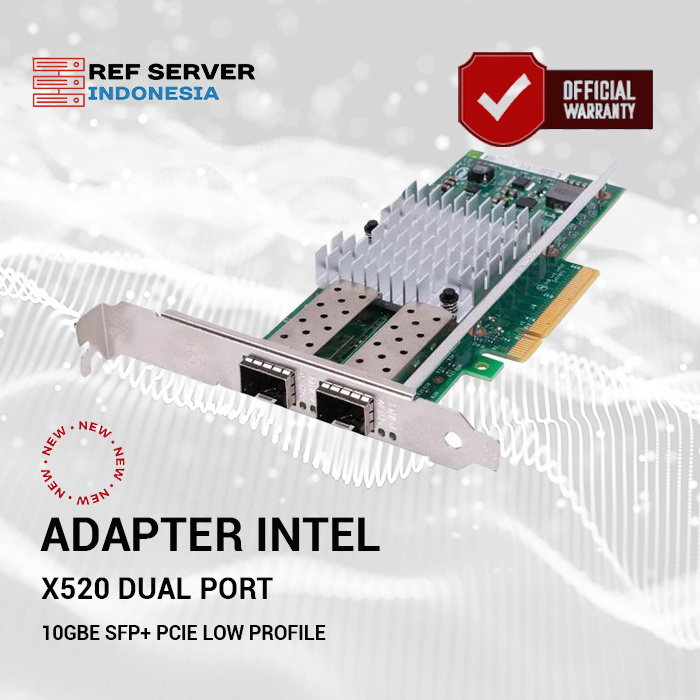 REF SERVER
INDONESIA
OFFICIAL
WARRANTY
NEW • NEW • NEW • NEW • NEW •
ADAPTER INTEL
X520 DUAL PORT
10GBE SFP+ PCIE LOW PROFILE